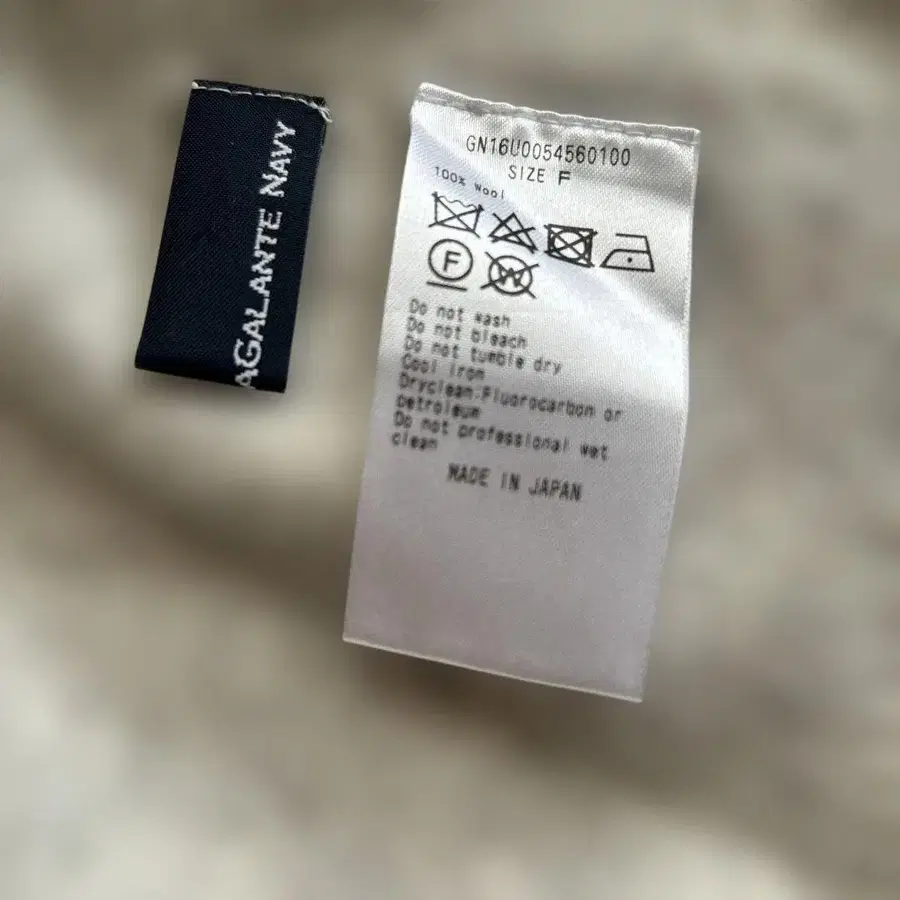 AGALANTE NAVY
GN16U0054560100
SIZE F
100% Wool
F
W
Do not wash
Do not bleach
Do not tumble dry
Cool iron
Dryclean:Fluorocarbon or
petroleum
Do not professional wet
clean
MADE IN JAPAN